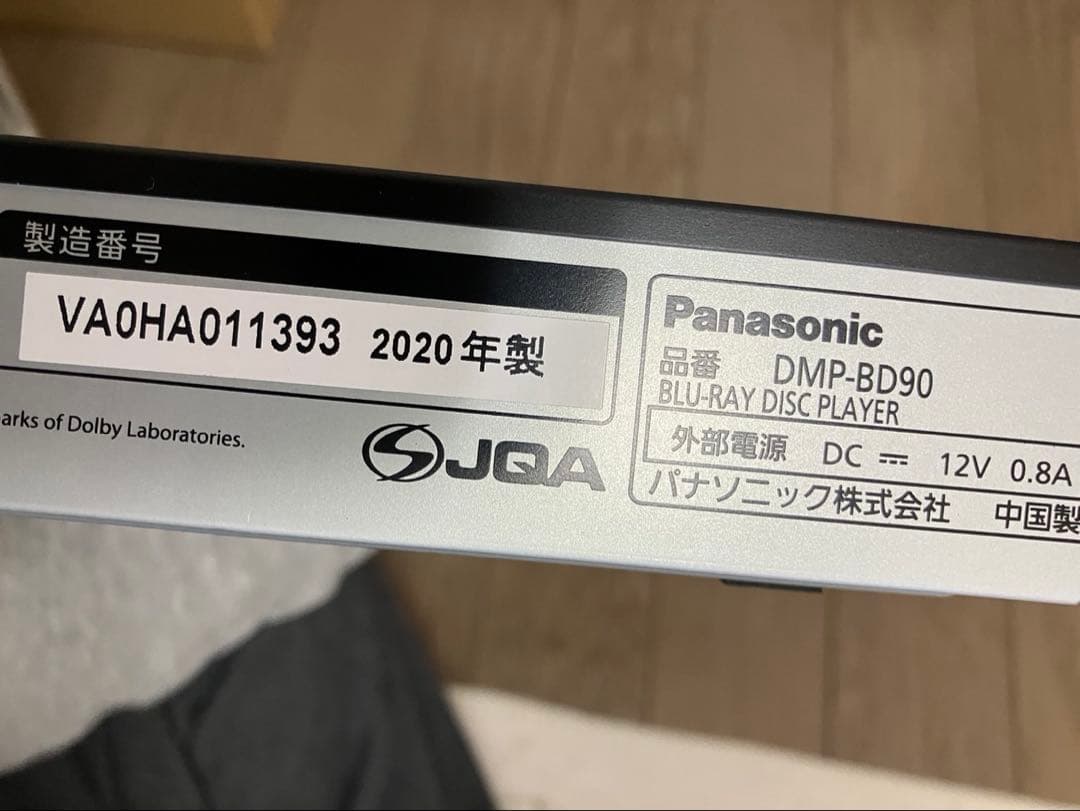 製造番号
VA0HA011393 2020年製
arks of Dolby Laboratories.
JQA
Panasonic
品番 DMP-BD90
BLU-RAY DISC PLAYER
外部電源 DC ⎓ 12V 0.8A
パナソニック株式会社 中国製